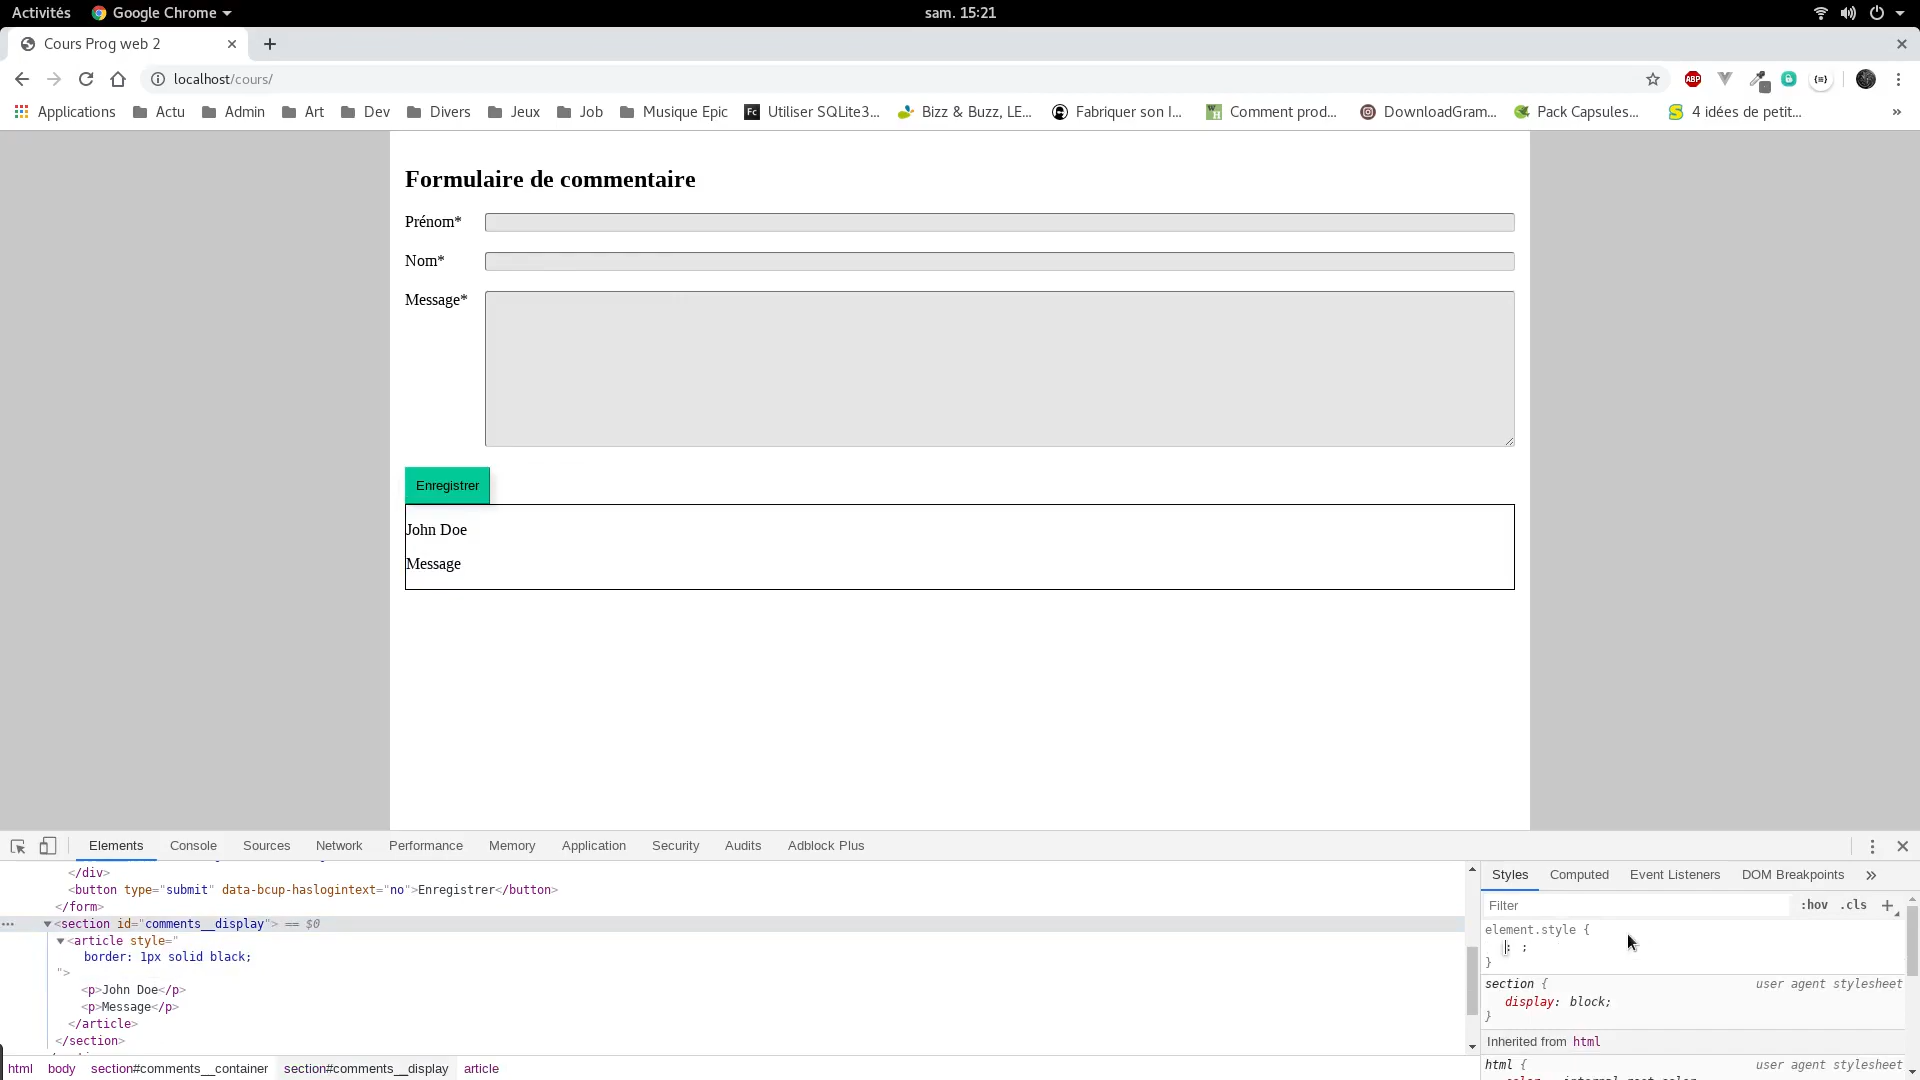 Activités Google Chrome sam. 15:21
Cours Prog web 2
localhost/cours/
Applications Actu Admin Art Dev Divers Jeux Job Musique Epic Utiliser SQLite3... Bizz & Buzz, LE... Fabriquer son I... Comment prod... DownloadGram... Pack Capsules... 4 idées de petit... »
Formulaire de commentaire
Prénom*
Nom*
Message*
Enregistrer
John Doe
Message
Elements Console Sources Network Performance Memory Application Security Audits Adblock Plus
</div>
<button type="submit" data-bcup-haslogintext="no">Enregistrer</button>
</form>
<section id="comments__display"> == $0
<article style="
border: 1px solid black;
">
<p>John Doe</p>
<p>Message</p>
</article>
</section>
html body section#comments__container section#comments__display article
Styles Computed Event Listeners DOM Breakpoints »
Filter :hov .cls +
element.style {
: ;
}
section { user agent stylesheet
display: block;
}
Inherited from html
html { user agent stylesheet